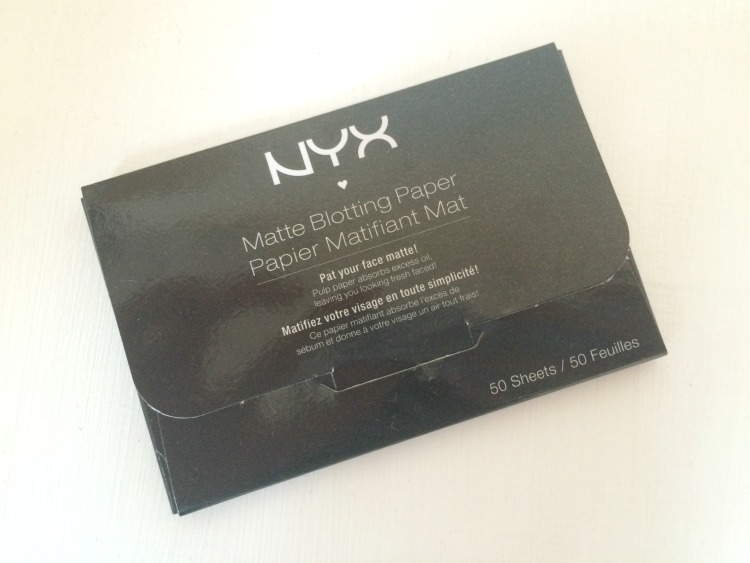 NYX
Matte Blotting Paper
Papier Matifiant Mat
Pat your face matte!
Pulp paper absorbs excess oil,
leaving you looking fresh faced!
Matifiez votre visage en toute simplicité!
Ce papier matifiant absorbe l'excès de
sébum et donne à votre visage un air tout frais!
50 Sheets / 50 Feuilles